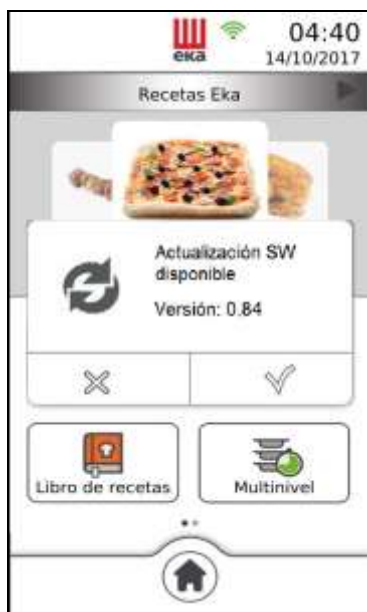 eka
04:40
14/10/2017
Recetas Eka
Actualización SW
disponible
Versión: 0.84
Libro de recetas
Multinivel